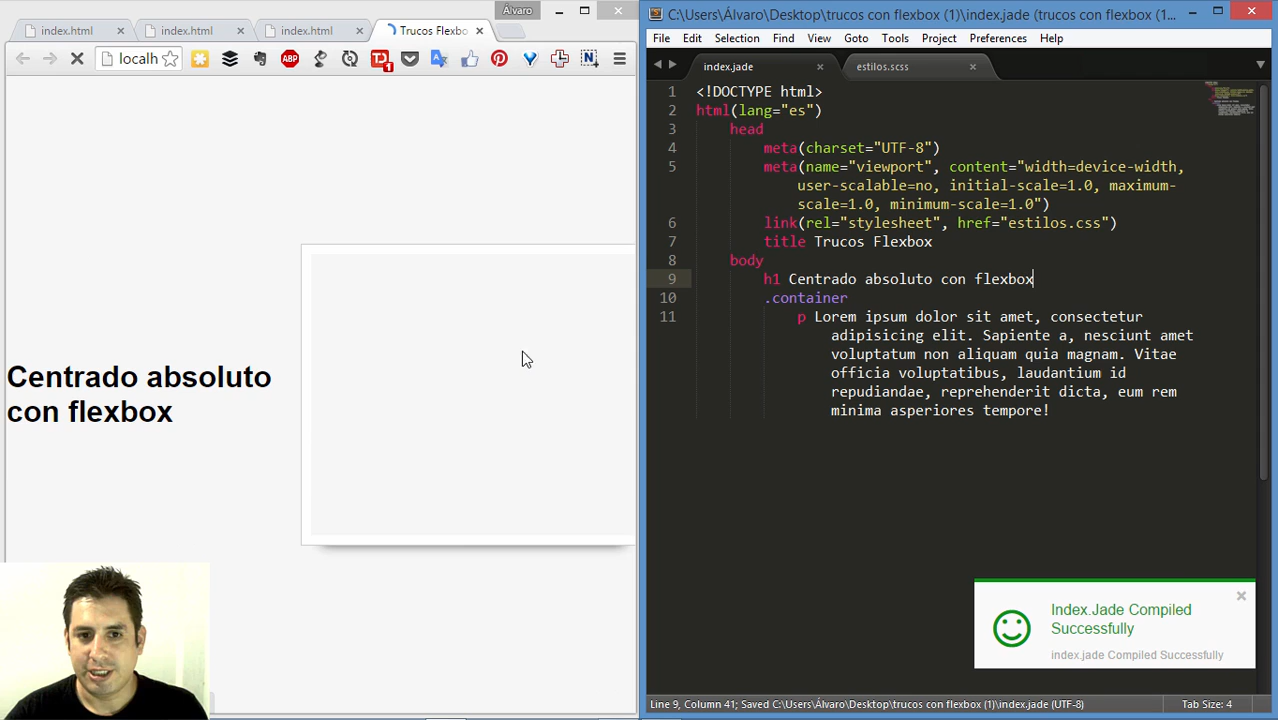 Alvaro
index.html
index.html
index.html
Trucos Flexbo
localh
ABP
1
N
Centrado absoluto
con flexbox
C:\Users\Álvaro\Desktop\trucos con flexbox (1)\index.jade (trucos con flexbox (1...
File Edit Selection Find View Goto Tools Project Preferences Help
index.jade
estilos.scss
1 <!DOCTYPE html>
2 html(lang="es")
3 head
4 meta(charset="UTF-8")
5 meta(name="viewport", content="width=device-width,
user-scalable=no, initial-scale=1.0, maximum-
scale=1.0, minimum-scale=1.0")
6 link(rel="stylesheet", href="estilos.css")
7 title Trucos Flexbox
8 body
9 h1 Centrado absoluto con flexbox
10 .container
11 p Lorem ipsum dolor sit amet, consectetur
adipisicing elit. Sapiente a, nesciunt amet
voluptatum non aliquam quia magnam. Vitae
officia voluptatibus, laudantium id
repudiandae, reprehenderit dicta, eum rem
minima asperiores tempore!
Index.Jade Compiled
Successfully
index.jade Compiled Successfully
Line 9, Column 41; Saved C:\Users\Álvaro\Desktop\trucos con flexbox (1)\index.jade (UTF-8)
Tab Size: 4